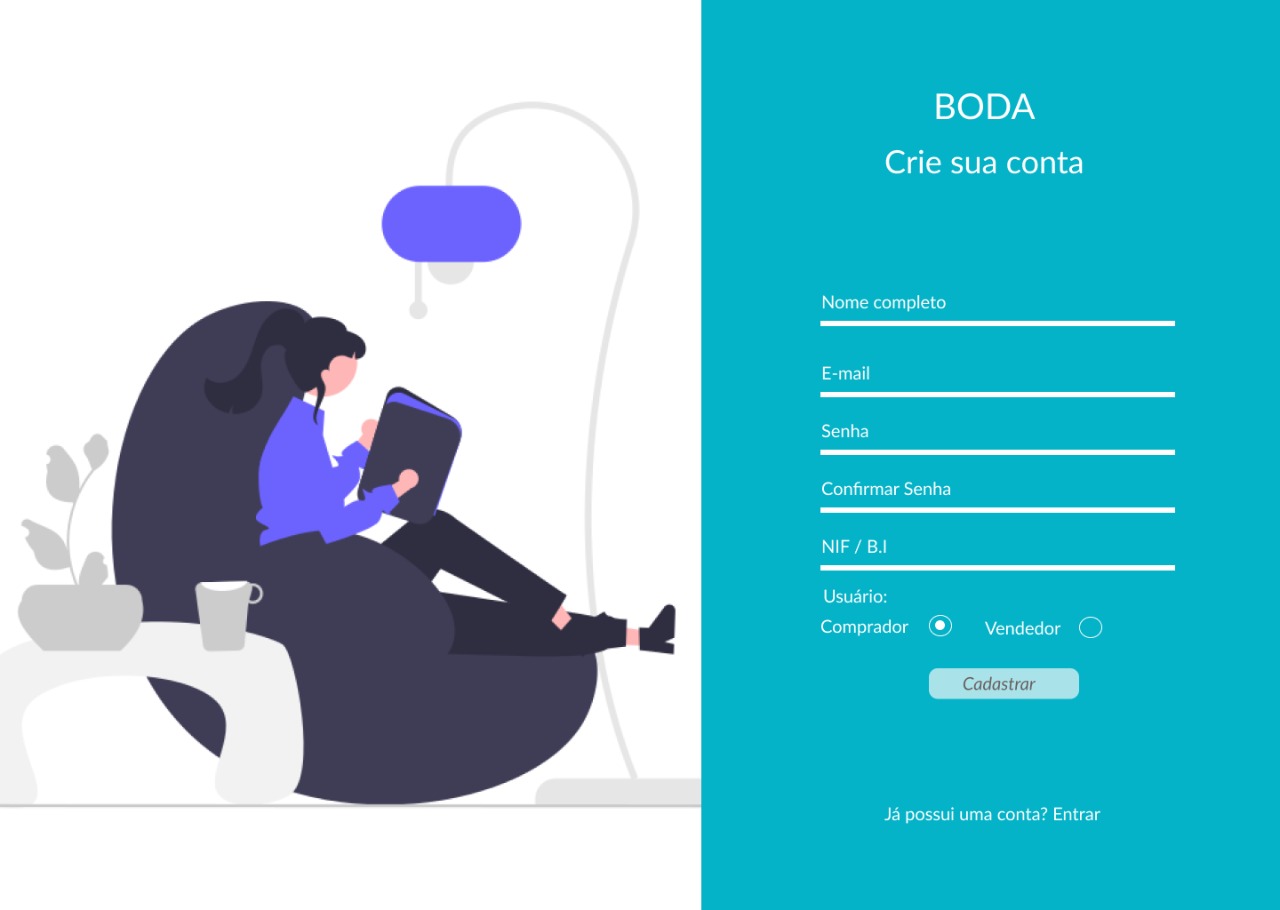 BODA
Crie sua conta
Nome completo
E-mail
Senha
Confirmar Senha
NIF / B.I
Usuário:
Comprador Vendedor
Cadastrar
Já possui uma conta? Entrar